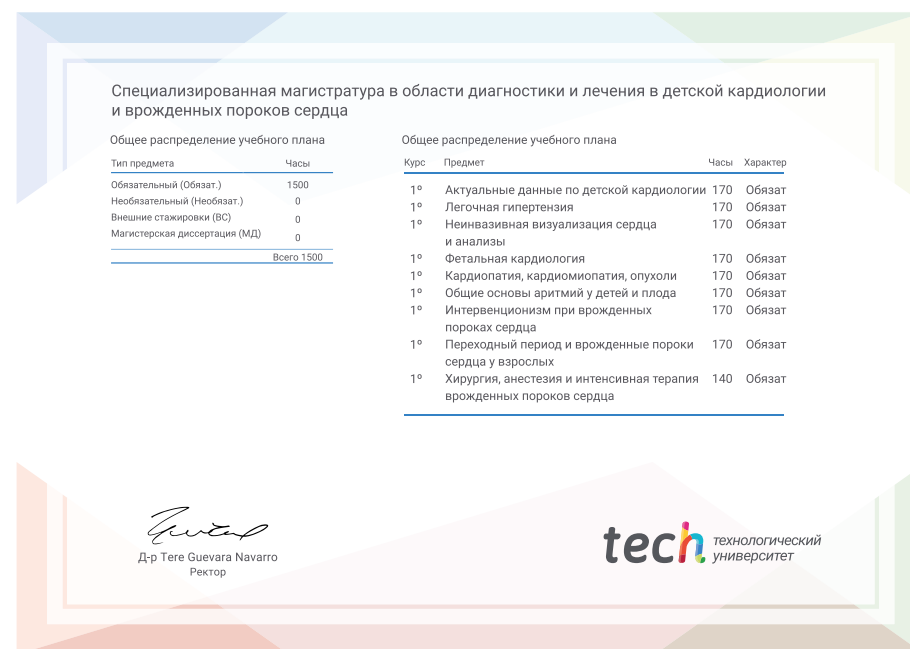 Специализированная магистратура в области диагностики и лечения в детской кардиологии
и врожденных пороков сердца
Общее распределение учебного плана
Тип предмета Часы
Обязательный (Обязат.) 1500
Необязательный (Необязат.) 0
Внешние стажировки (ВС) 0
Магистерская диссертация (МД) 0
Всего 1500
Общее распределение учебного плана
Курс Предмет Часы Характер
1º Актуальные данные по детской кардиологии 170 Обязат
1º Легочная гипертензия 170 Обязат
1º Неинвазивная визуализация сердца 170 Обязат
и анализы
1º Фетальная кардиология 170 Обязат
1º Кардиопатия, кардиомиопатия, опухоли 170 Обязат
1º Общие основы аритмий у детей и плода 170 Обязат
1º Интервенционизм при врожденных 170 Обязат
пороках сердца
1º Переходный период и врожденные пороки 170 Обязат
сердца у взрослых
1º Хирургия, анестезия и интенсивная терапия 140 Обязат
врожденных пороков сердца
Д-р Tere Guevara Navarro
Ректор
tech технологический
университет